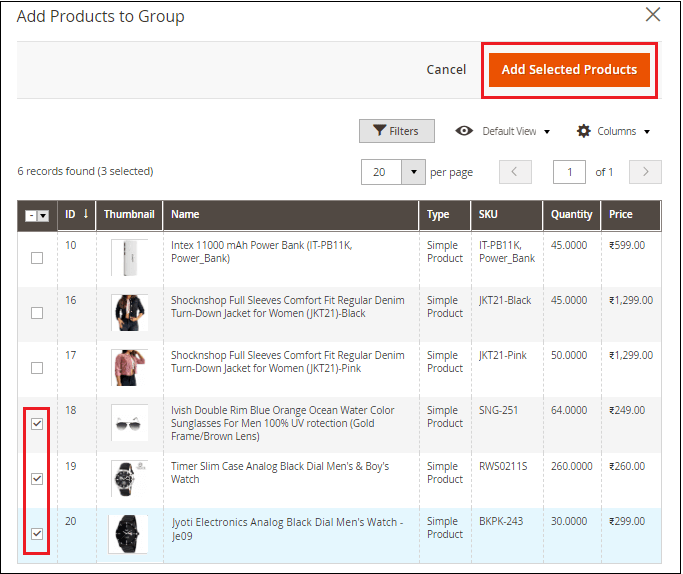 Add Products to Group
Cancel
Add Selected Products
Filters
Default View
Columns
6 records found (3 selected)
20
per page
1
of 1
ID Thumbnail Name Type SKU Quantity Price
10 Intex 11000 mAh Power Bank (IT-PB11K, Simple IT-PB11K, 45.0000 ₹599.00
Power_Bank) Product Power_Bank
16 Shocknshop Full Sleeves Comfort Fit Regular Denim Simple JKT21-Black 45.0000 ₹1,299.00
Turn-Down Jacket for Women (JKT21)-Black Product
17 Shocknshop Full Sleeves Comfort Fit Regular Denim Simple JKT21-Pink 50.0000 ₹1,299.00
Turn-Down Jacket for Women (JKT21)-Pink Product
18 Ivish Double Rim Blue Orange Ocean Water Color Simple SNG-251 64.0000 ₹249.00
Sunglasses For Men 100% UV rotection (Gold Product
Frame/Brown Lens)
19 Timer Slim Case Analog Black Dial Men's & Boy's Simple RWS0211S 260.0000 ₹260.00
Watch Product
20 Jyoti Electronics Analog Black Dial Men's Watch - Simple BKPK-243 30.0000 ₹299.00
Je09 Product